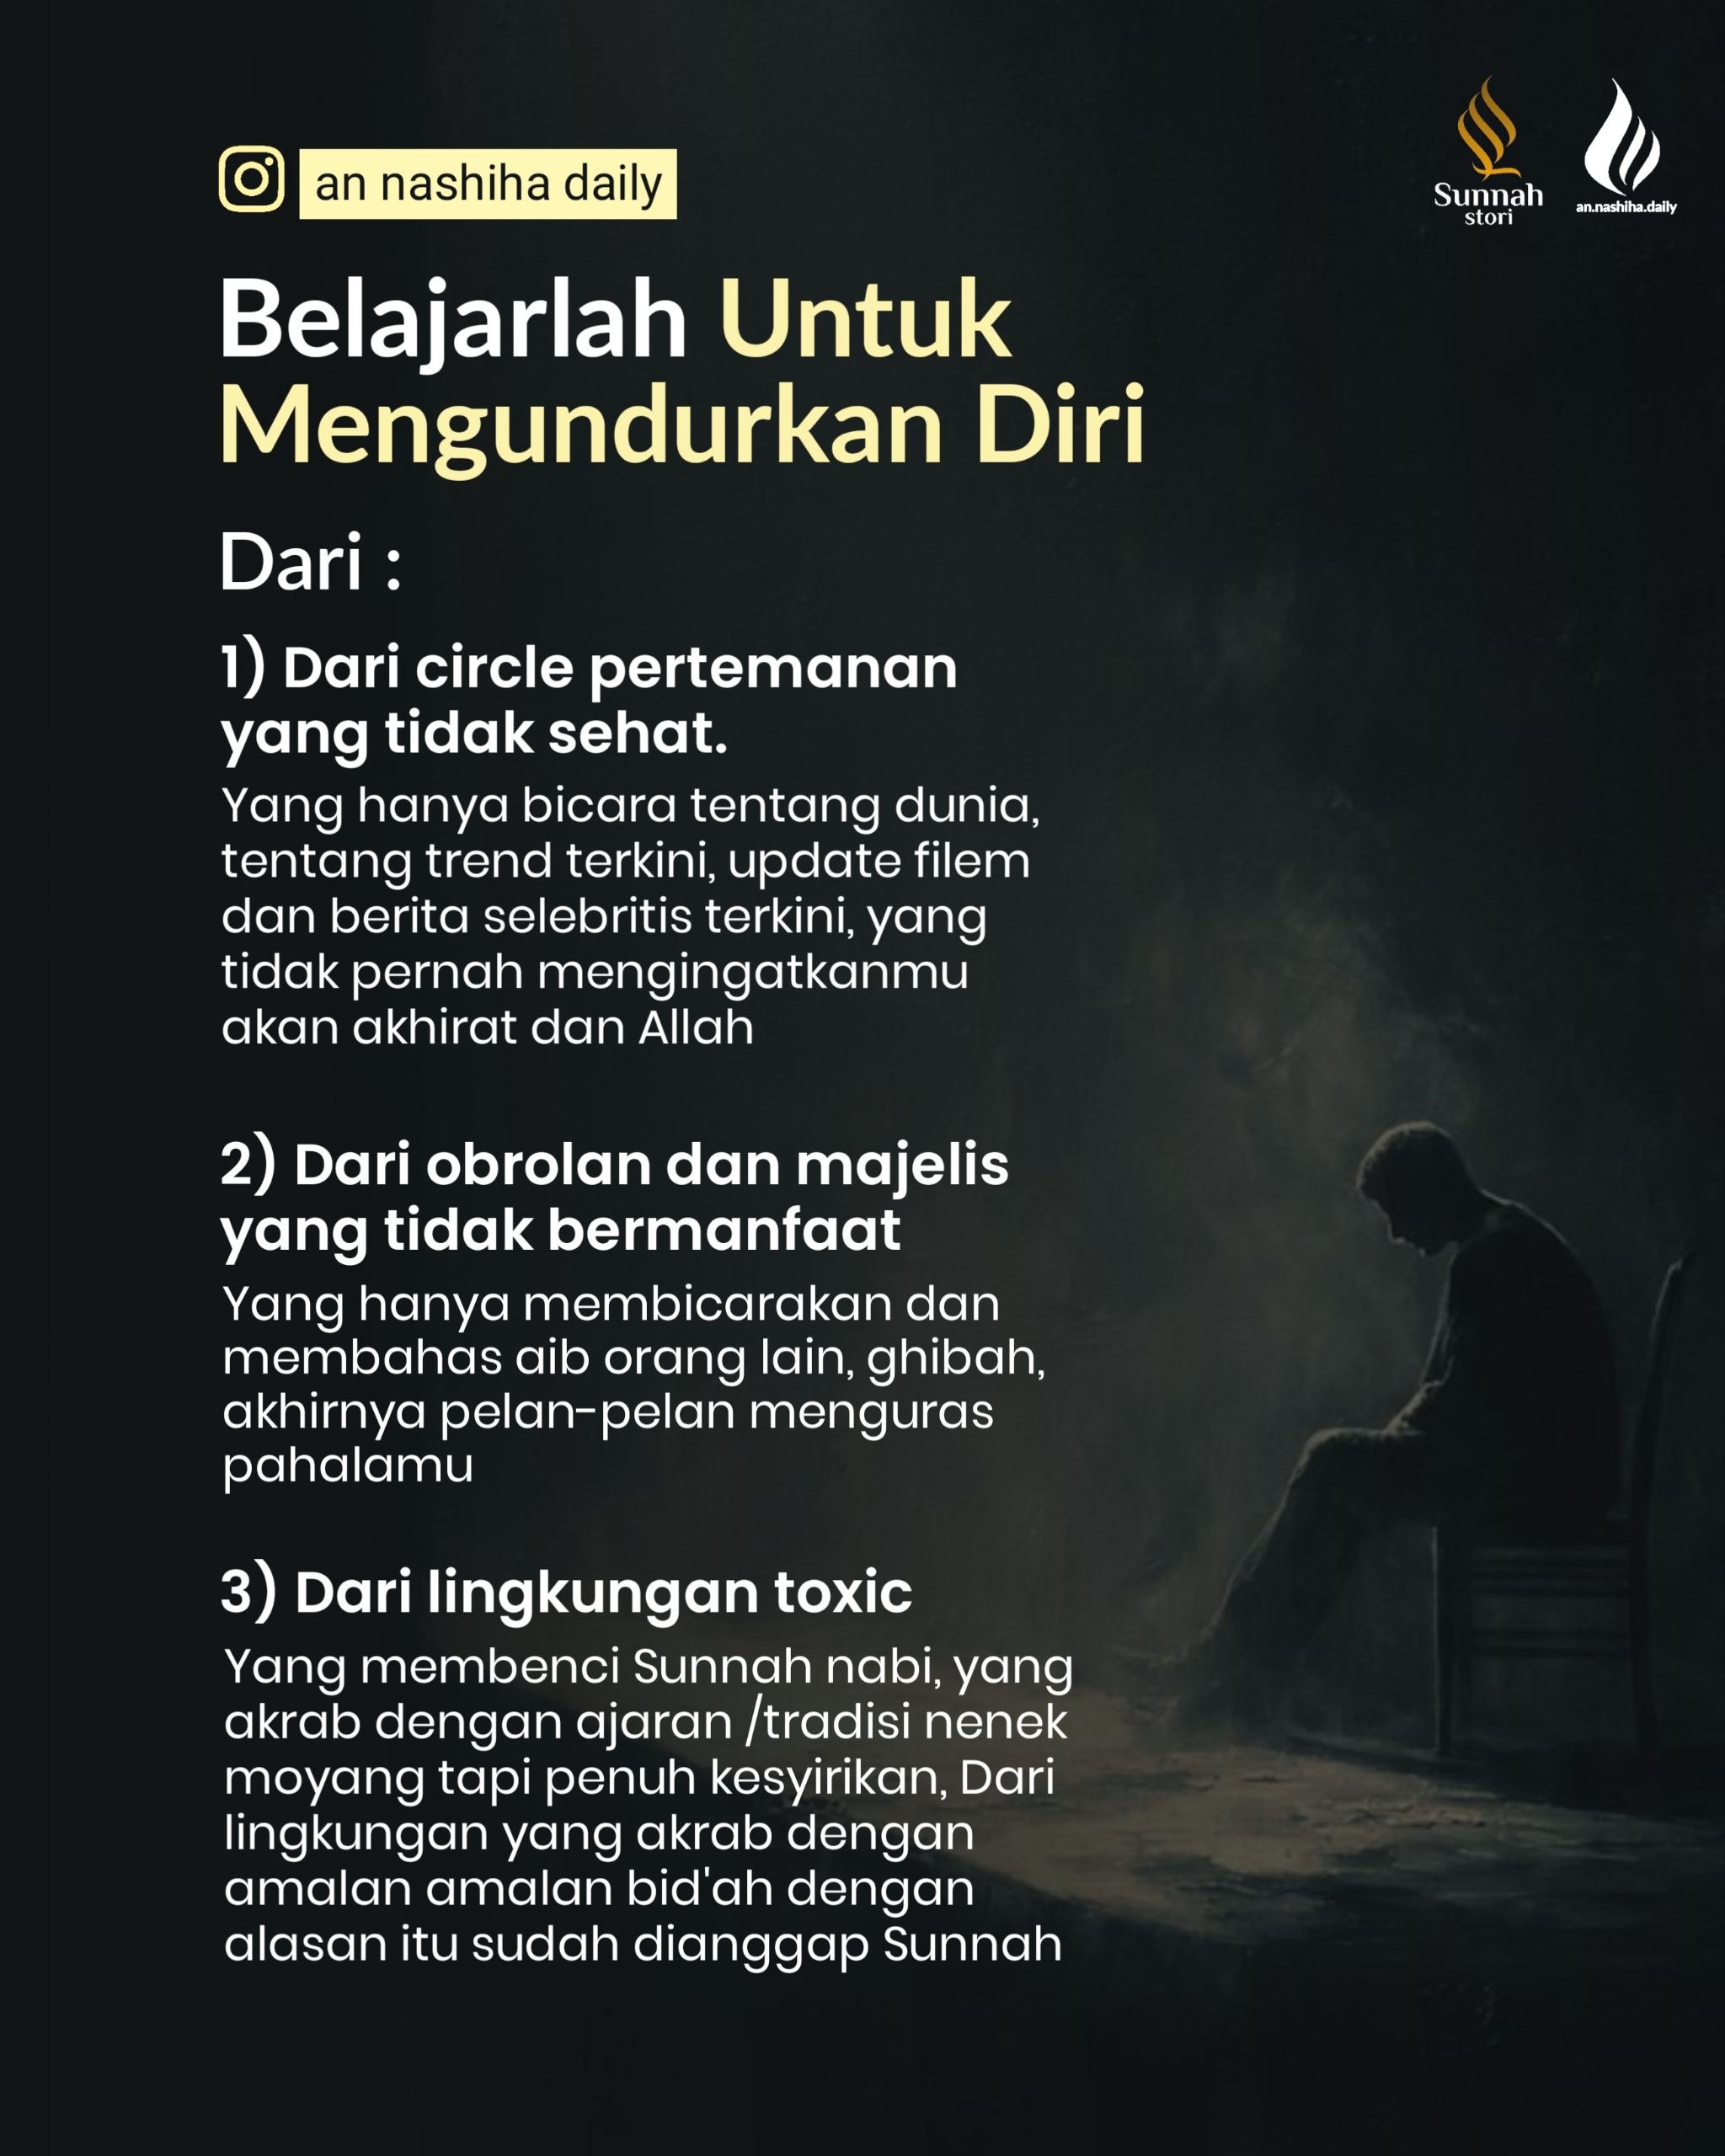 an nashiha daily
Sunnah
stori
an.nashiha.daily
Belajarlah Untuk
Mengundurkan Diri
Dari :
1) Dari circle pertemanan
yang tidak sehat.
Yang hanya bicara tentang dunia,
tentang trend terkini, update filem
dan berita selebritis terkini, yang
tidak pernah mengingatkanmu
akan akhirat dan Allah
2) Dari obrolan dan majelis
yang tidak bermanfaat
Yang hanya membicarakan dan
membahas aib orang lain, ghibah,
akhirnya pelan-pelan menguras
pahalamu
3) Dari lingkungan toxic
Yang membenci Sunnah nabi, yang
akrab dengan ajaran /tradisi nenek
moyang tapi penuh kesyirikan, Dari
lingkungan yang akrab dengan
amalan amalan bid'ah dengan
alasan itu sudah dianggap Sunnah